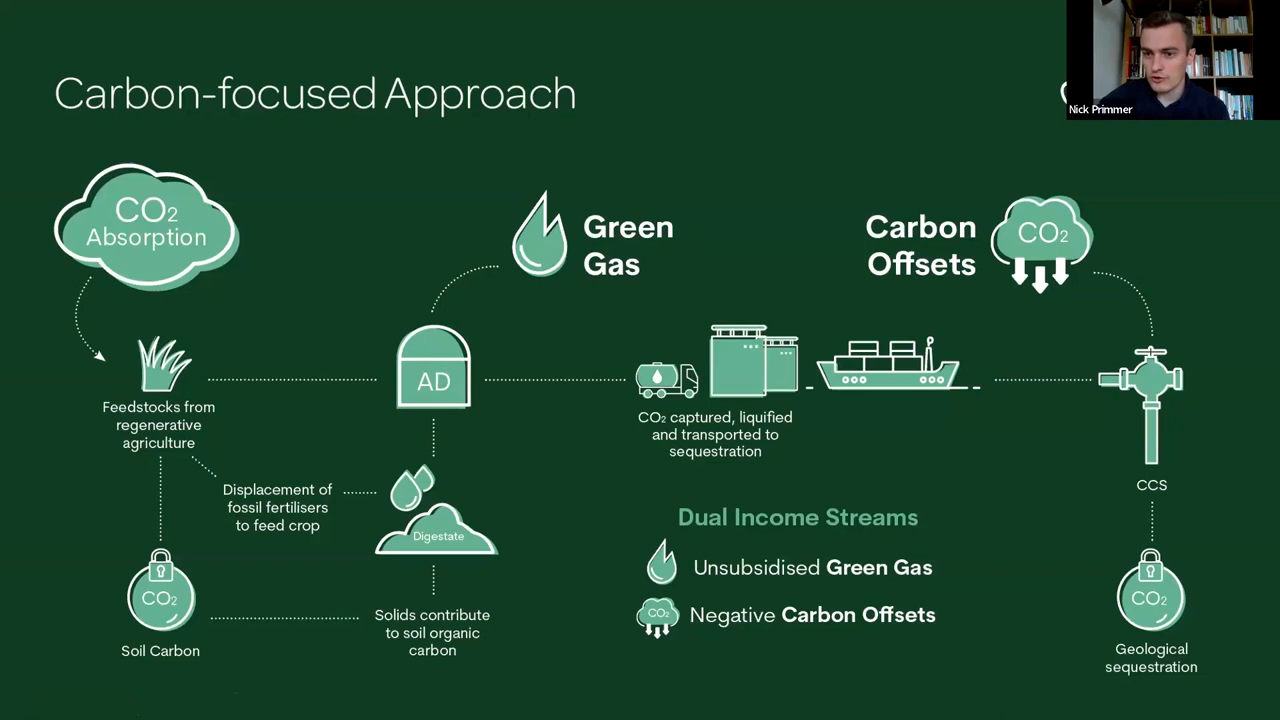 Carbon-focused Approach
Nick Primmer
CO₂
Absorption
Green
Gas
Carbon
Offsets
CO₂
AD
Feedstocks from
regenerative
agriculture
CO₂ captured, liquified
and transported to
sequestration
CCS
Displacement of
fossil fertilisers
to feed crop
Digestate
Dual Income Streams
Unsubsidised Green Gas
CO₂
Negative Carbon Offsets
CO₂
Soil Carbon
Solids contribute
to soil organic
carbon
CO₂
Geological
sequestration